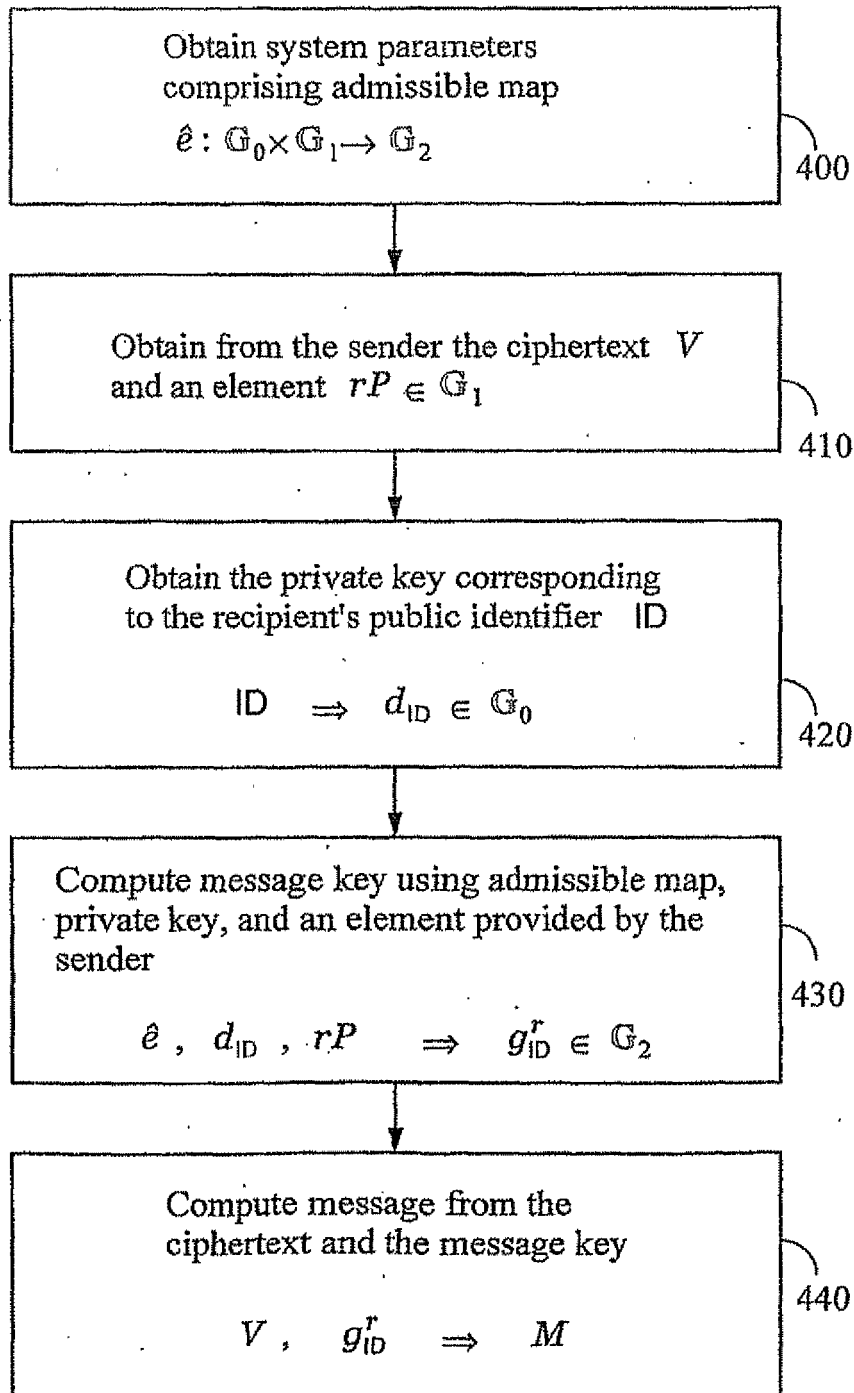 Obtain system parameters
comprising admissible map
ê : 𝔾₀×𝔾₁→ 𝔾₂
400
Obtain from the sender the ciphertext V
and an element rP ∈ 𝔾₁
410
Obtain the private key corresponding
to the recipient's public identifier ID
ID ⇒ d_ID ∈ 𝔾₀
420
Compute message key using admissible map,
private key, and an element provided by the
sender
ê , d_ID , rP ⇒ g_ID^r ∈ 𝔾₂
430
Compute message from the
ciphertext and the message key
V , g_ID^r ⇒ M
440